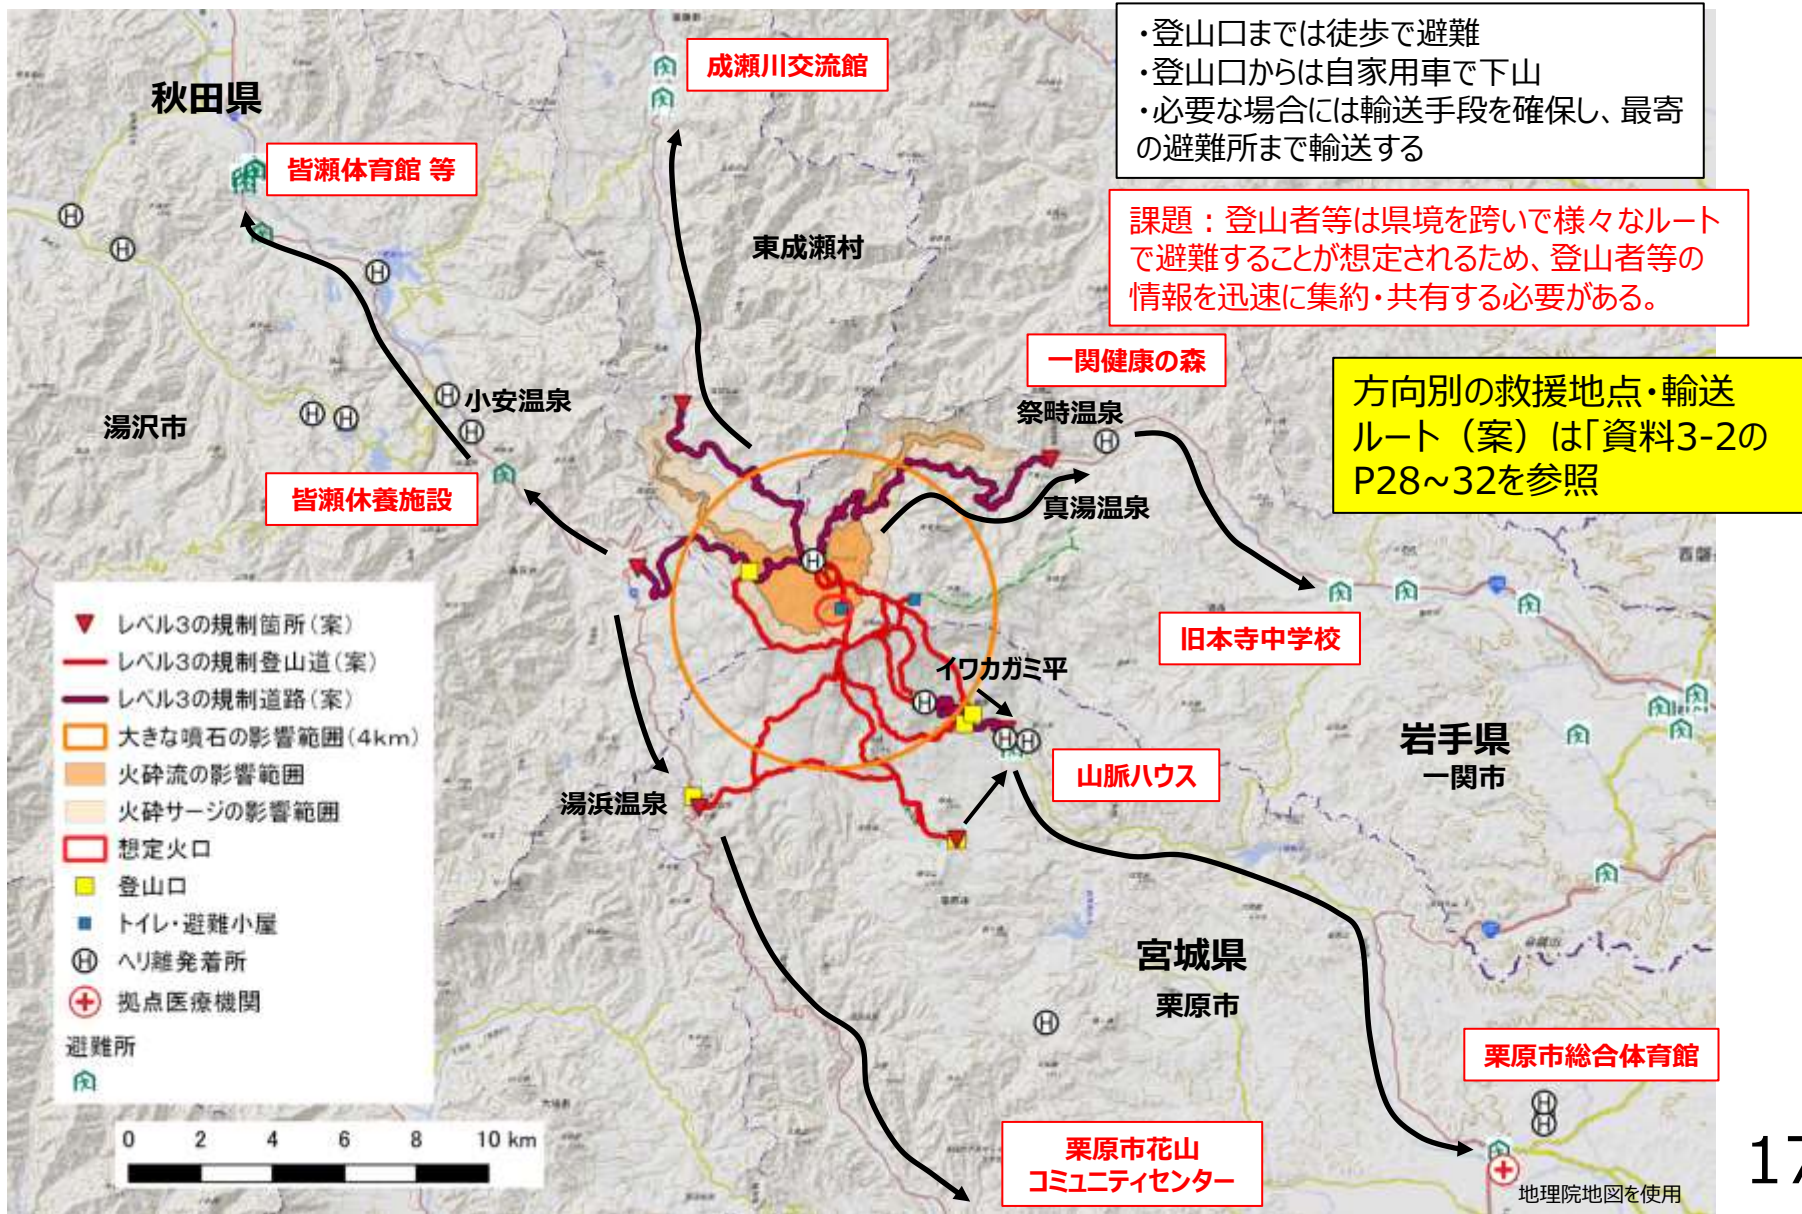 ・登山口までは徒歩で避難
・登山口からは自家用車で下山
・必要な場合には輸送手段を確保し、最寄
の避難所まで輸送する
課題：登山者等は県境を跨いで様々なルート
で避難することが想定されるため、登山者等の
情報を迅速に集約・共有する必要がある。
方向別の救援地点・輸送
ルート（案）は「資料3-2の
P28~32を参照
成瀬川交流館
秋田県
皆瀬体育館 等
東成瀬村
一関健康の森
祭畤温泉
小安温泉
湯沢市
皆瀬休養施設
真湯温泉
旧本寺中学校
イワカガミ平
岩手県
一関市
山脈ハウス
湯浜温泉
宮城県
栗原市
栗原市総合体育館
栗原市花山
コミュニティセンター
レベル3の規制箇所（案）
レベル3の規制登山道（案）
レベル3の規制道路（案）
大きな噴石の影響範囲（4km）
火砕流の影響範囲
火砕サージの影響範囲
想定火口
登山口
トイレ・避難小屋
ヘリ離発着所
拠点医療機関
避難所
0 2 4 6 8 10 km
地理院地図を使用
17